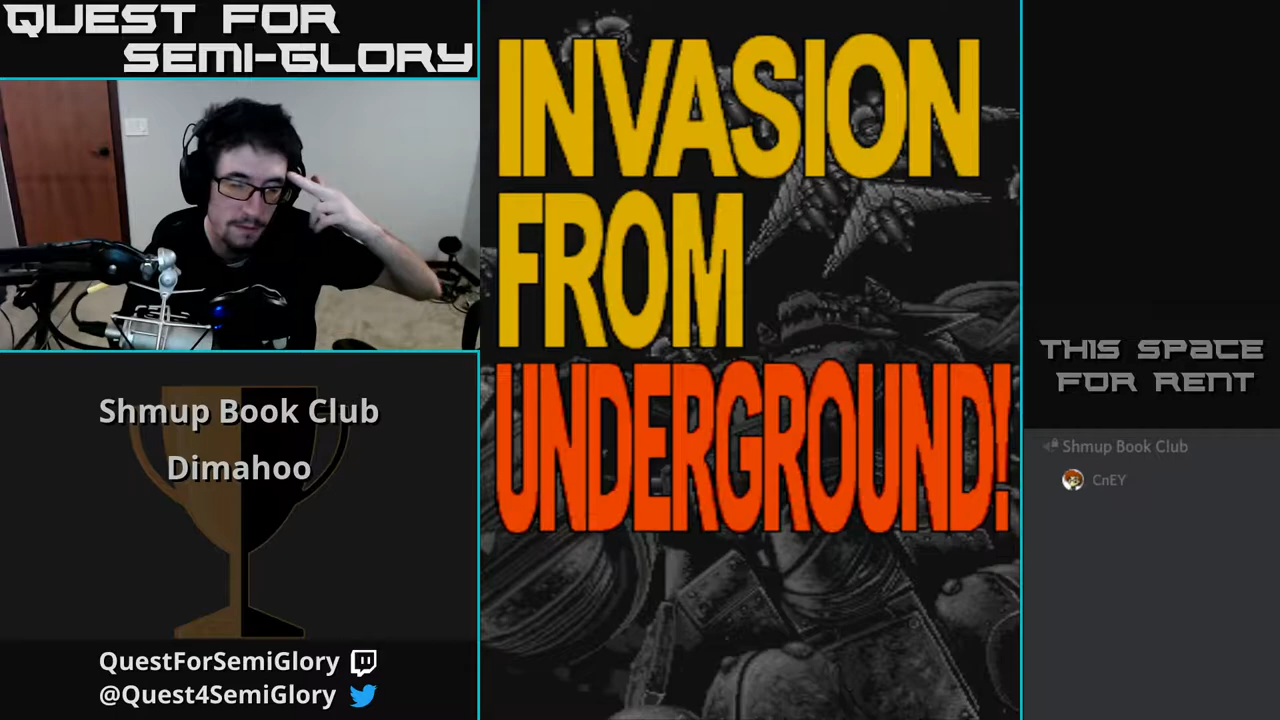 QUEST FOR
SEMI-GLORY
Shmup Book Club
Dimahoo
QuestForSemiGlory
@Quest4SemiGlory
INVASION
FROM
UNDERGROUND!
THIS SPACE
FOR RENT
Shmup Book Club
CnEY